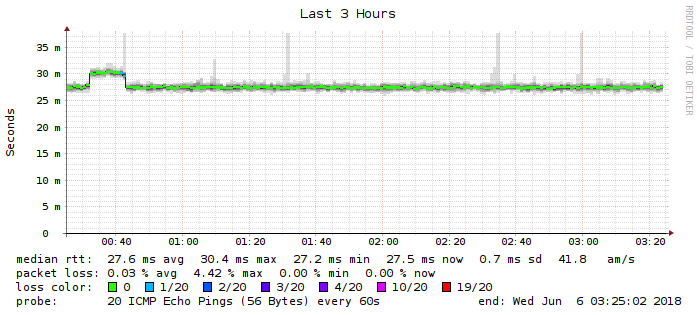 Last 3 Hours
RRDTOOL / TOBI OETIKER
Seconds
35 m
30 m
25 m
20 m
15 m
10 m
5 m
0
00:40 01:00 01:20 01:40 02:00 02:20 02:40 03:00 03:20
median rtt: 27.6 ms avg 30.4 ms max 27.2 ms min 27.5 ms now 0.7 ms sd 41.8 am/s
packet loss: 0.03 % avg 4.42 % max 0.00 % min 0.00 % now
loss color: 0 1/20 2/20 3/20 4/20 10/20 19/20
probe: 20 ICMP Echo Pings (56 Bytes) every 60s end: Wed Jun 6 03:25:02 2018